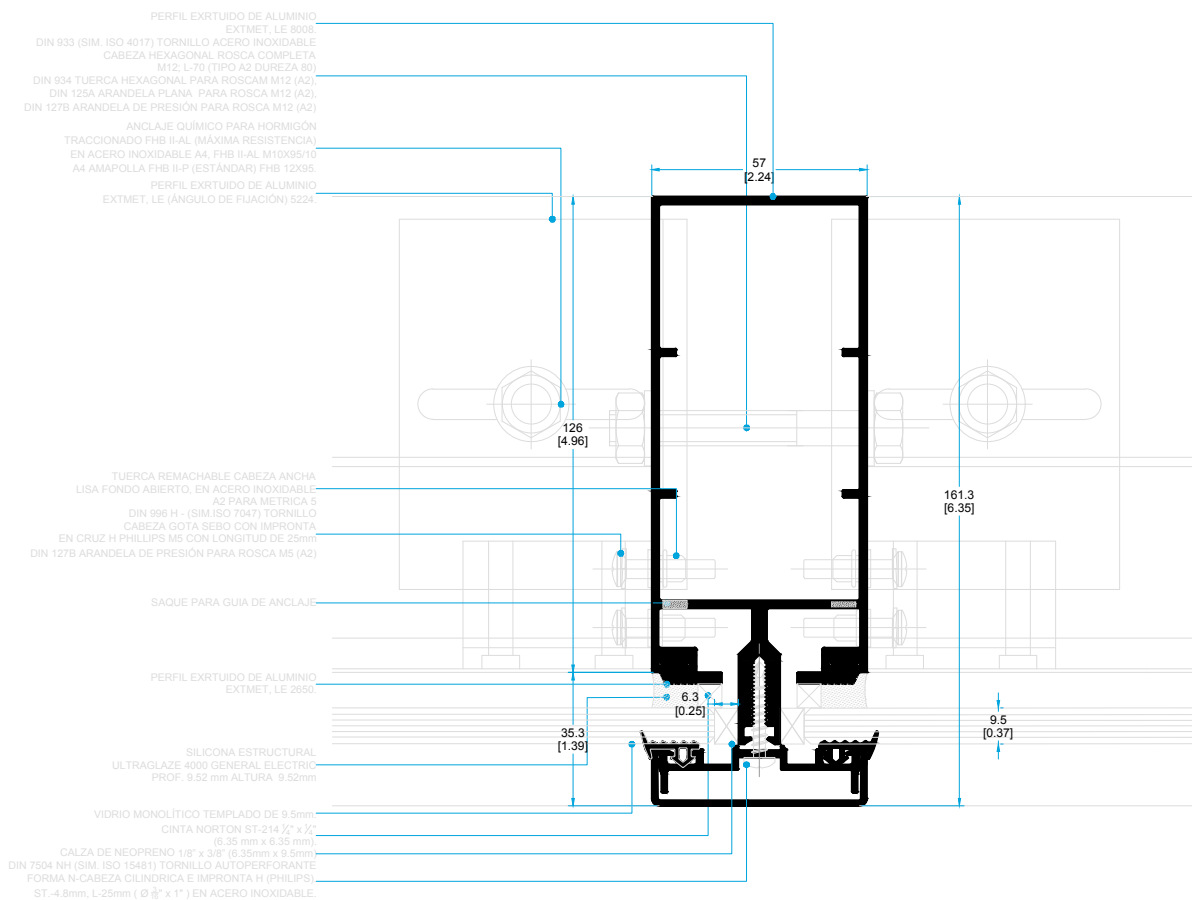 PERFIL EXRTUIDO DE ALUMINIO
EXTMET, LE 8008.
DIN 933 (SIM. ISO 4017) TORNILLO ACERO INOXIDABLE
CABEZA HEXAGONAL ROSCA COMPLETA
M12; L-70 (TIPO A2 DUREZA 80)
DIN 934 TUERCA HEXAGONAL PARA ROSCAM M12 (A2),
DIN 125A ARANDELA PLANA PARA ROSCA M12 (A2),
DIN 127B ARANDELA DE PRESIÓN PARA ROSCA M12 (A2)
ANCLAJE QUÍMICO PARA HORMIGÓN
TRACCIONADO FHB II-AL (MÁXIMA RESISTENCIA)
EN ACERO INOXIDABLE A4, FHB II-AL M10X95/10
A4 AMAPOLLA FHB II-P (ESTÁNDAR) FHB 12X95.
PERFIL EXRTUIDO DE ALUMINIO
EXTMET, LE (ÁNGULO DE FIJACIÓN) 5224.
57
[2.24]
126
[4.96]
161.3
[6.35]
TUERCA REMACHABLE CABEZA ANCHA
LISA FONDO ABIERTO, EN ACERO INOXIDABLE
A2 PARA METRICA 5
DIN 996 H - (SIM.ISO 7047) TORNILLO
CABEZA GOTA SEBO CON IMPRONTA
EN CRUZ H PHILLIPS M5 CON LONGITUD DE 25mm
DIN 127B ARANDELA DE PRESIÓN PARA ROSCA M5 (A2)
SAQUE PARA GUIA DE ANCLAJE
PERFIL EXRTUIDO DE ALUMINIO
EXTMET, LE 2650.
6.3
[0.25]
35.3
[1.39]
9.5
[0.37]
SILICONA ESTRUCTURAL
ULTRAGLAZE 4000 GENERAL ELECTRIC
PROF. 9.52 mm ALTURA 9.52mm
VIDRIO MONOLÍTICO TEMPLADO DE 9.5mm.
CINTA NORTON ST-214 ¼" x ¼"
(6.35 mm x 6.35 mm).
CALZA DE NEOPRENO 1/8" x 3/8" (6.35mm x 9.5mm)
DIN 7504 NH (SIM. ISO 15481) TORNILLO AUTOPERFORANTE
FORMA N-CABEZA CILINDRICA E IMPRONTA H (PHILIPS)
ST.-4.8mm, L-25mm ( Ø x 1" ) EN ACERO INOXIDABLE.